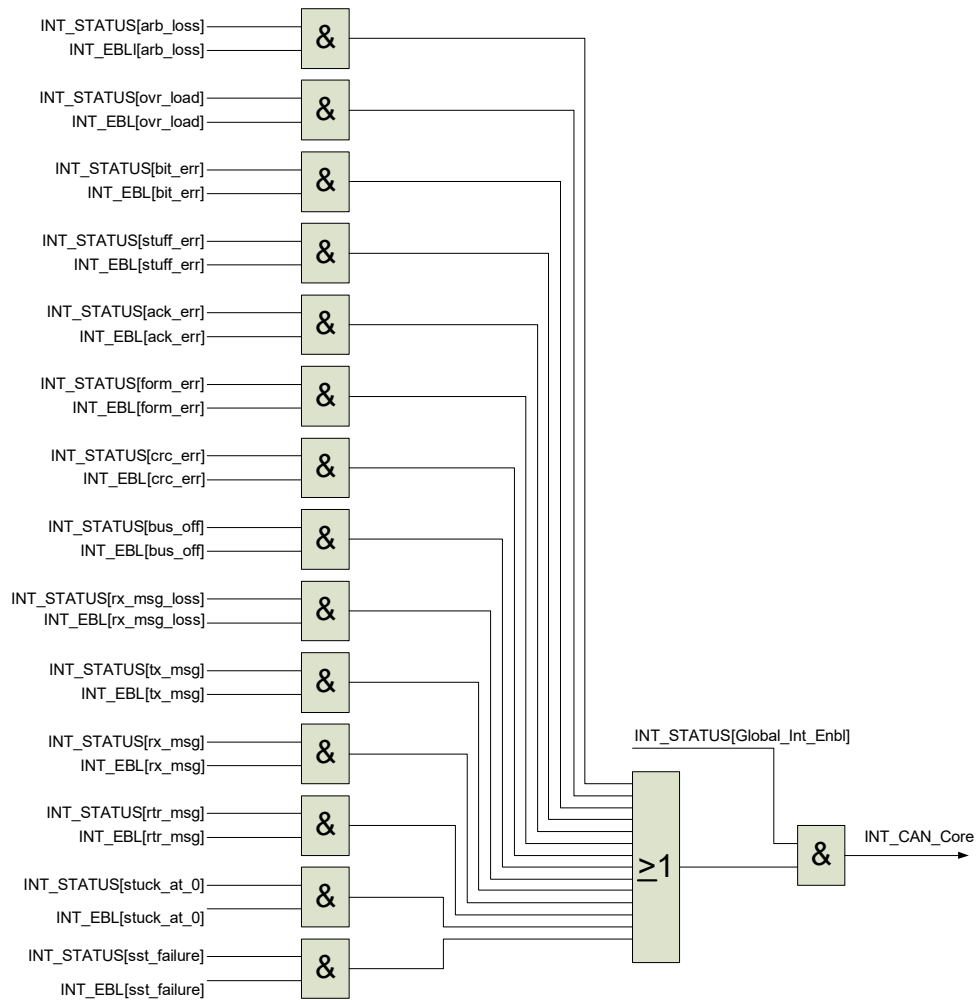 INT_STATUS[arb_loss]
INT_EBLI[arb_loss]
&
INT_STATUS[ovr_load]
INT_EBL[ovr_load]
&
INT_STATUS[bit_err]
INT_EBL[bit_err]
&
INT_STATUS[stuff_err]
INT_EBL[stuff_err]
&
INT_STATUS[ack_err]
INT_EBL[ack_err]
&
INT_STATUS[form_err]
INT_EBL[form_err]
&
INT_STATUS[crc_err]
INT_EBL[crc_err]
&
INT_STATUS[bus_off]
INT_EBL[bus_off]
&
INT_STATUS[rx_msg_loss]
INT_EBL[rx_msg_loss]
&
INT_STATUS[tx_msg]
INT_EBL[tx_msg]
&
INT_STATUS[rx_msg]
INT_EBL[rx_msg]
&
INT_STATUS[rtr_msg]
INT_EBL[rtr_msg]
&
INT_STATUS[stuck_at_0]
INT_EBL[stuck_at_0]
&
INT_STATUS[sst_failure]
INT_EBL[sst_failure]
&
INT_STATUS[Global_Int_Enbl]
≥1
&
INT_CAN_Core